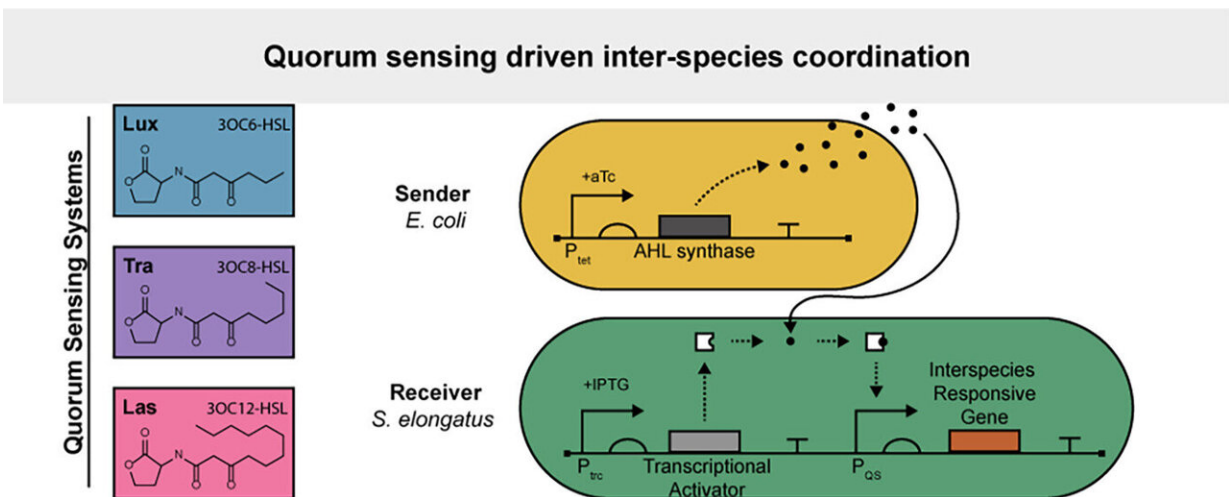 Quorum sensing driven inter-species coordination
Quorum Sensing Systems
Lux 3OC6-HSL
O
O
N
O O
Tra 3OC8-HSL
O
O
N
O O
Las 3OC12-HSL
O
O
N
O O
Sender
E. coli
+aTc
Ptet
AHL synthase
Receiver
S. elongatus
+IPTG
Ptrc
Transcriptional
Activator
PQS
Interspecies
Responsive
Gene